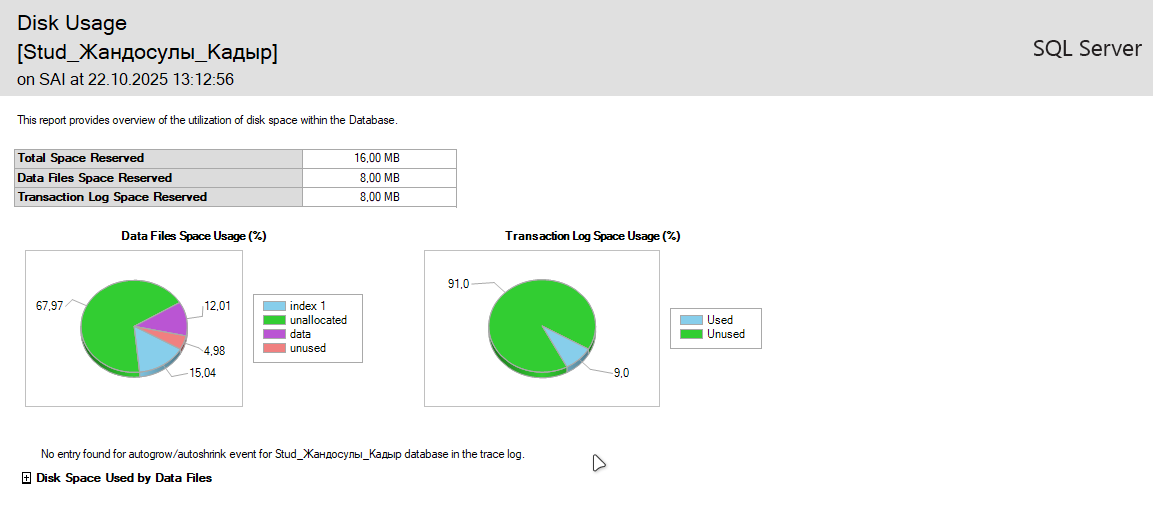 Disk Usage
[Stud_Жандосулы_Кадыр]
on SAI at 22.10.2025 13:12:56
SQL Server
This report provides overview of the utilization of disk space within the Database.
Total Space Reserved 16,00 MB
Data Files Space Reserved 8,00 MB
Transaction Log Space Reserved 8,00 MB
Data Files Space Usage (%)
67,97
12,01
4,98
15,04
index 1
unallocated
data
unused
Transaction Log Space Usage (%)
91,0
9,0
Used
Unused
No entry found for autogrow/autoshrink event for Stud_Жандосулы_Кадыр database in the trace log.
Disk Space Used by Data Files